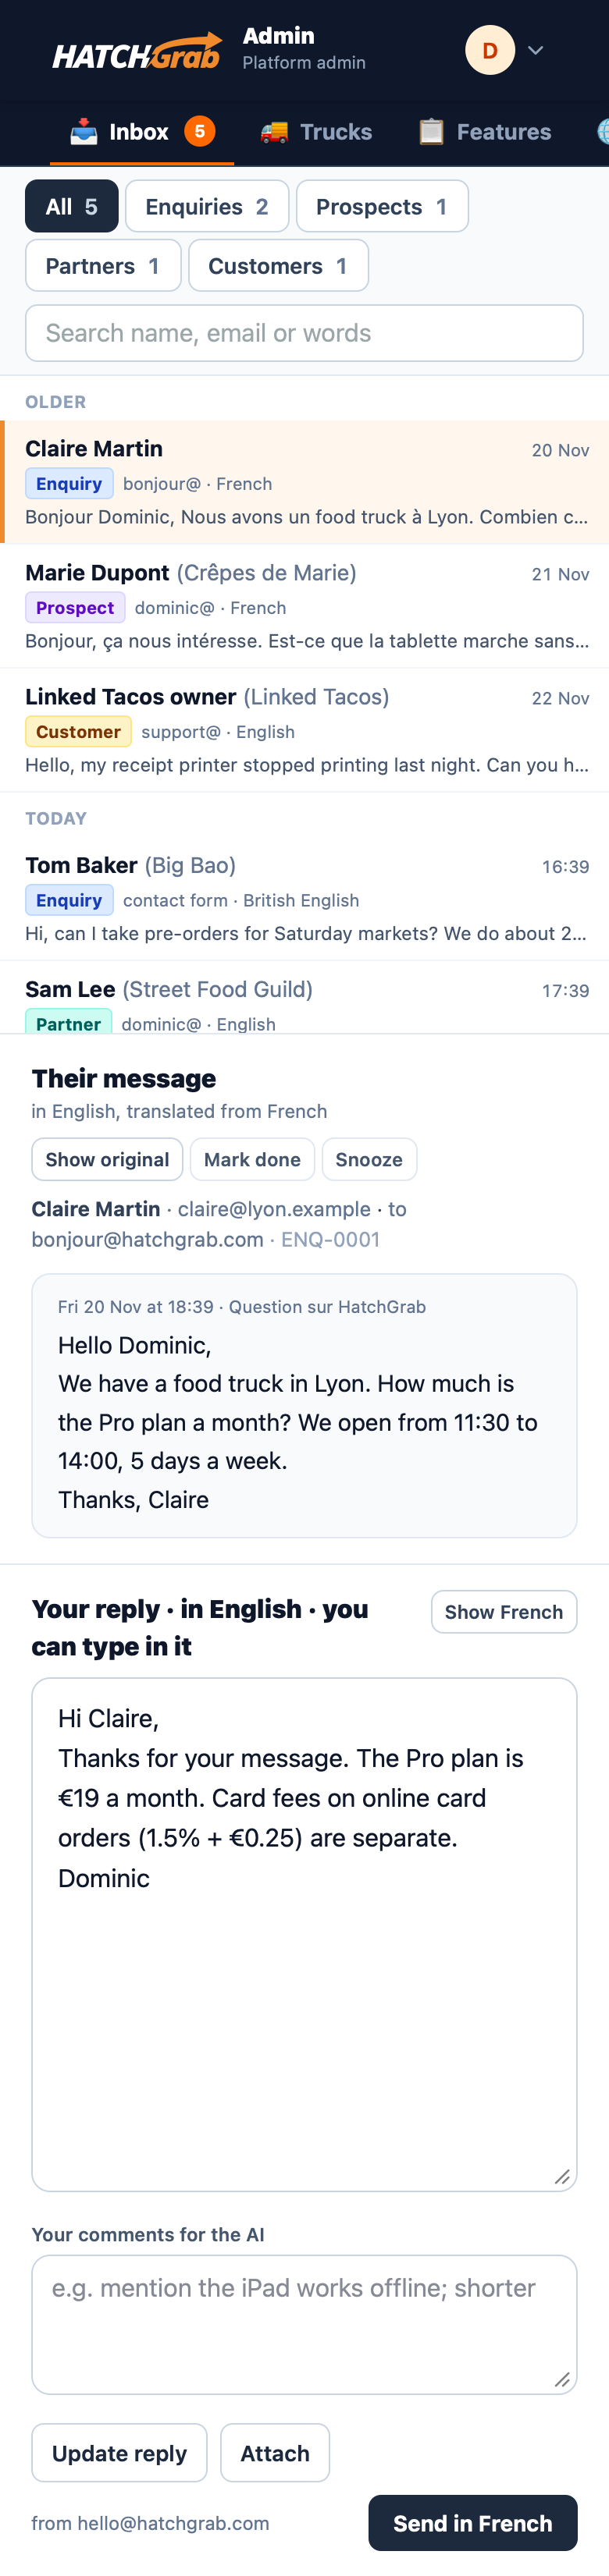 HATCHGrab
Admin
Platform admin
D
Inbox 5
Trucks
Features
All 5
Enquiries 2
Prospects 1
Partners 1
Customers 1
Search name, email or words
OLDER
Claire Martin
20 Nov
Enquiry bonjour@ · French
Bonjour Dominic, Nous avons un food truck à Lyon. Combien c...
Marie Dupont (Crêpes de Marie)
21 Nov
Prospect dominic@ · French
Bonjour, ça nous intéresse. Est-ce que la tablette marche sans...
Linked Tacos owner (Linked Tacos)
22 Nov
Customer support@ · English
Hello, my receipt printer stopped printing last night. Can you h...
TODAY
Tom Baker (Big Bao)
16:39
Enquiry contact form · British English
Hi, can I take pre-orders for Saturday markets? We do about 2...
Sam Lee (Street Food Guild)
17:39
Partner dominic@ · English
Their message
in English, translated from French
Show original
Mark done
Snooze
Claire Martin · claire@lyon.example · to
bonjour@hatchgrab.com · ENQ-0001
Fri 20 Nov at 18:39 · Question sur HatchGrab
Hello Dominic,
We have a food truck in Lyon. How much is
the Pro plan a month? We open from 11:30 to
14:00, 5 days a week.
Thanks, Claire
Your reply · in English · you
can type in it
Show French
Hi Claire,
Thanks for your message. The Pro plan is
€19 a month. Card fees on online card
orders (1.5% + €0.25) are separate.
Dominic
Your comments for the AI
e.g. mention the iPad works offline; shorter
Update reply
Attach
from hello@hatchgrab.com
Send in French